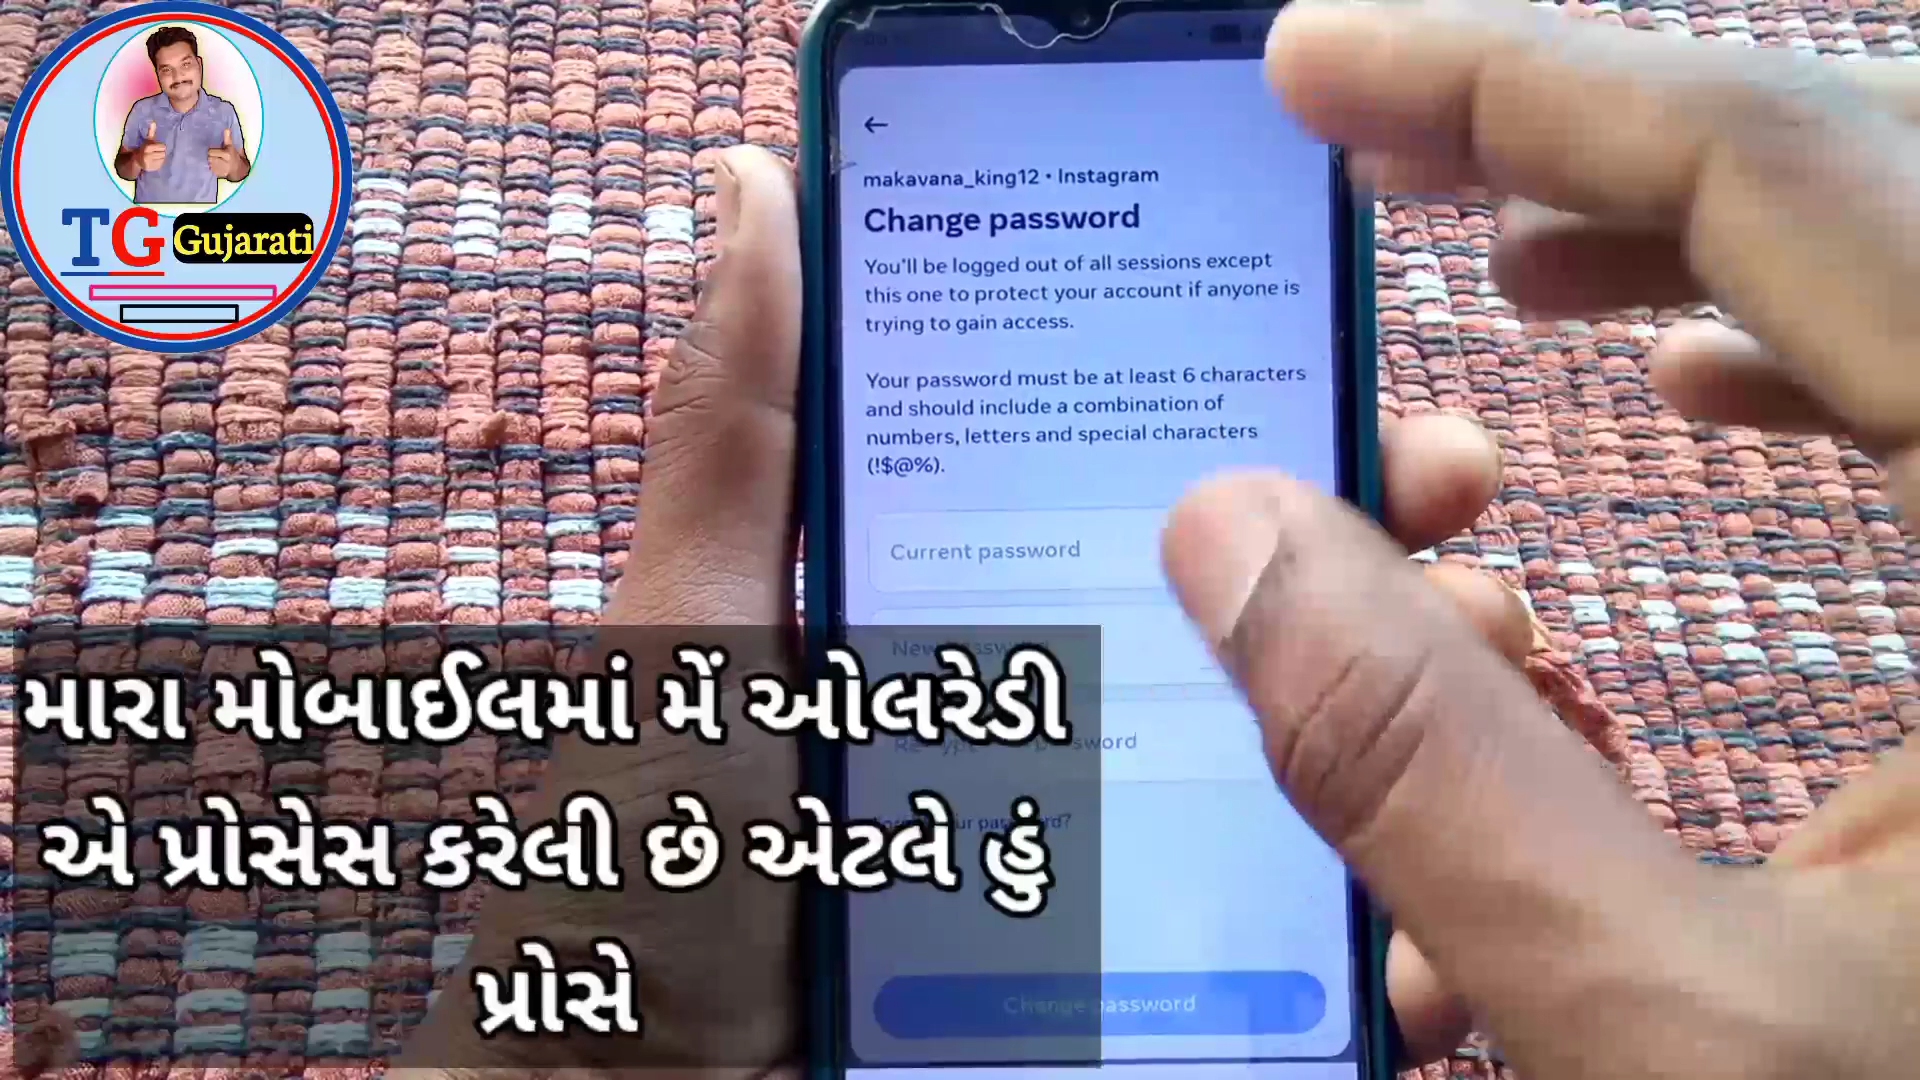 TG Gujarati
makavana_king12 • Instagram
Change password
You'll be logged out of all sessions except
this one to protect your account if anyone is
trying to gain access.
Your password must be at least 6 characters
and should include a combination of
numbers, letters and special characters
(!$@%).
Current password
મારા મોબાઈલમાં મેં ઓલરેડી
એ પ્રોસેસ કરેલી છે એટલે હું
પ્રોસે
Change password